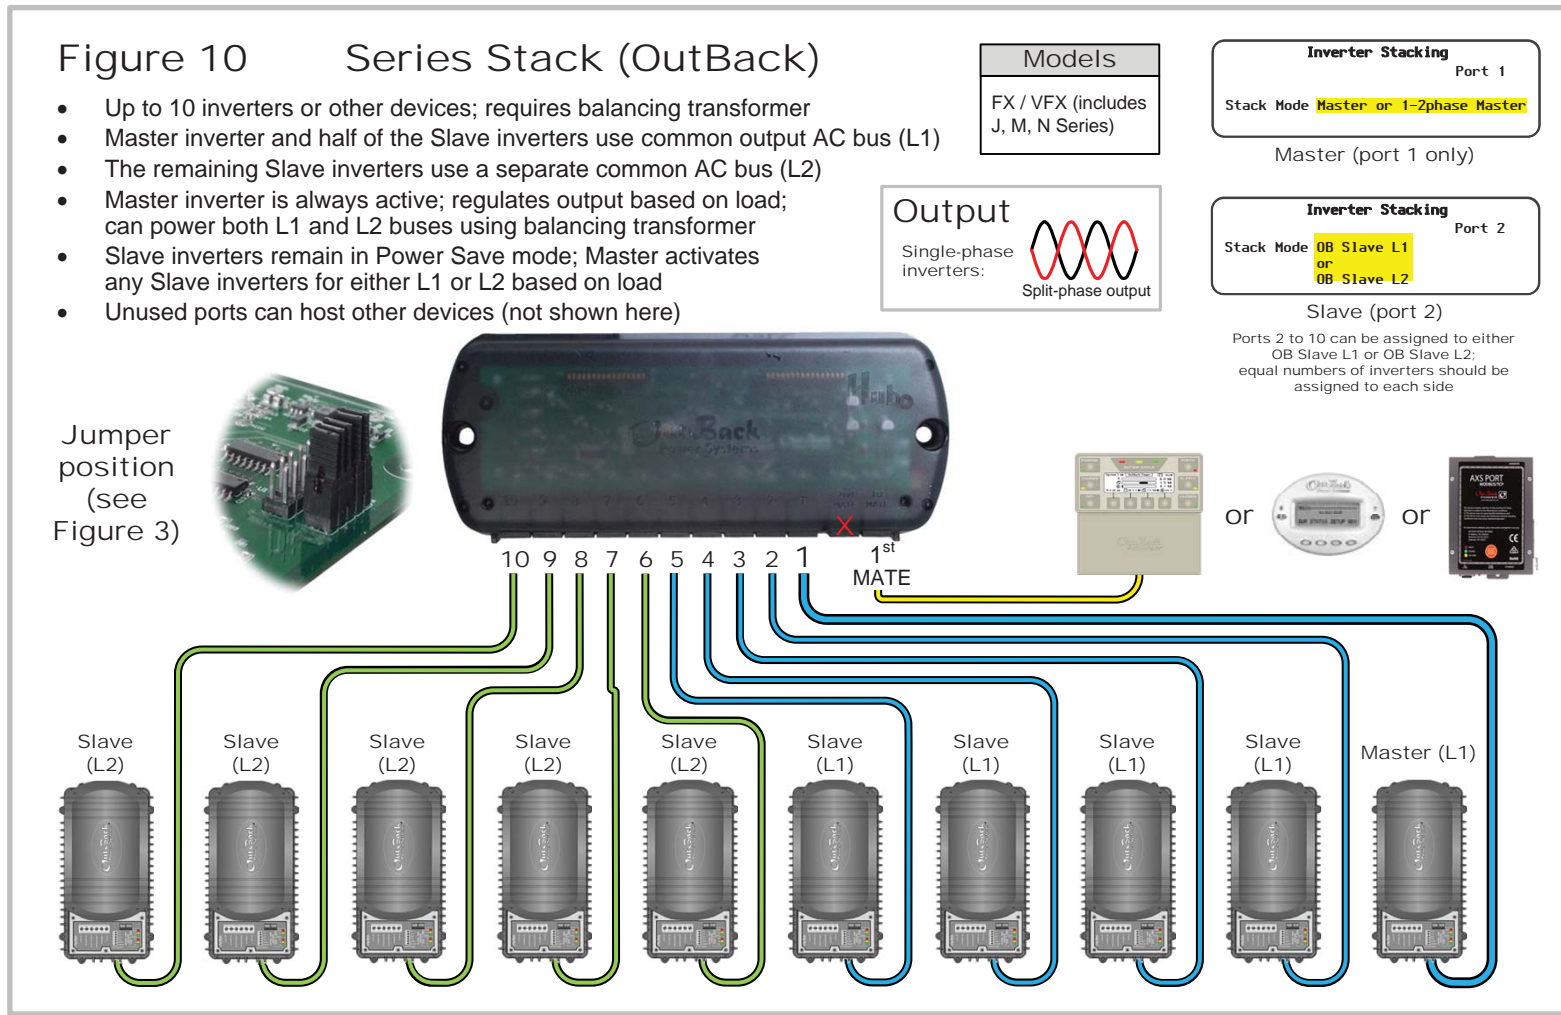 Figure 10 Series Stack (OutBack)
• Up to 10 inverters or other devices; requires balancing transformer
• Master inverter and half of the Slave inverters use common output AC bus (L1)
• The remaining Slave inverters use a separate common AC bus (L2)
• Master inverter is always active; regulates output based on load;
can power both L1 and L2 buses using balancing transformer
• Slave inverters remain in Power Save mode; Master activates
any Slave inverters for either L1 or L2 based on load
• Unused ports can host other devices (not shown here)
Models
FX / VFX (includes
J, M, N Series)
Output
Single-phase
inverters:
Split-phase output
Inverter Stacking
Port 1
Stack Mode Master or 1-2phase Master
Master (port 1 only)
Inverter Stacking
Port 2
Stack Mode OB Slave L1
or
OB Slave L2
Slave (port 2)
Ports 2 to 10 can be assigned to either
OB Slave L1 or OB Slave L2;
equal numbers of inverters should be
assigned to each side
Jumper
position
(see
Figure 3)
OutBack
Power Systems
X
or
or
AXS PORT
MODBUS/TCP
10 9 8 7 6 5 4 3 2 1 1st
MATE
Slave
(L2)
Slave
(L2)
Slave
(L2)
Slave
(L2)
Slave
(L2)
Slave
(L1)
Slave
(L1)
Slave
(L1)
Slave
(L1)
Master (L1)